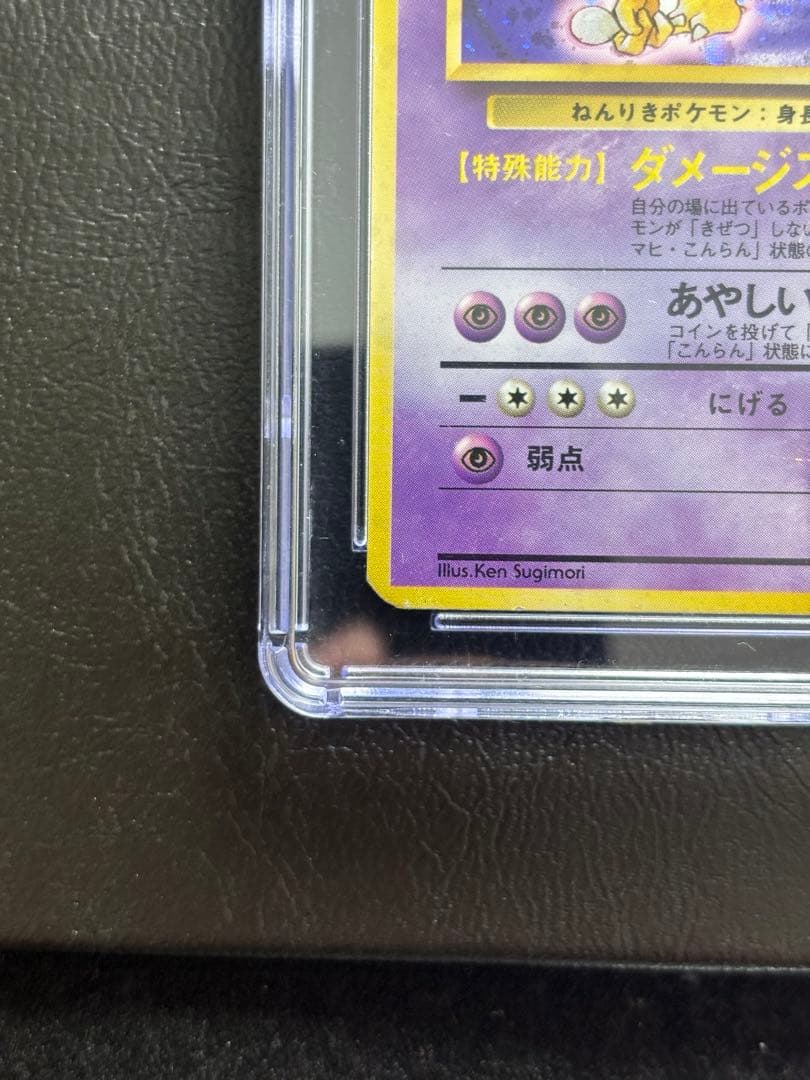 ねんりきポケモン：身長
【特殊能力】 ダメージス
自分の場に出ているポ
モンが「きぜつ」しない
マヒ・こんらん」状態の
あやしい
コインを投げて「
「こんらん」状態に
にげる
弱点
Illus.Ken Sugimori